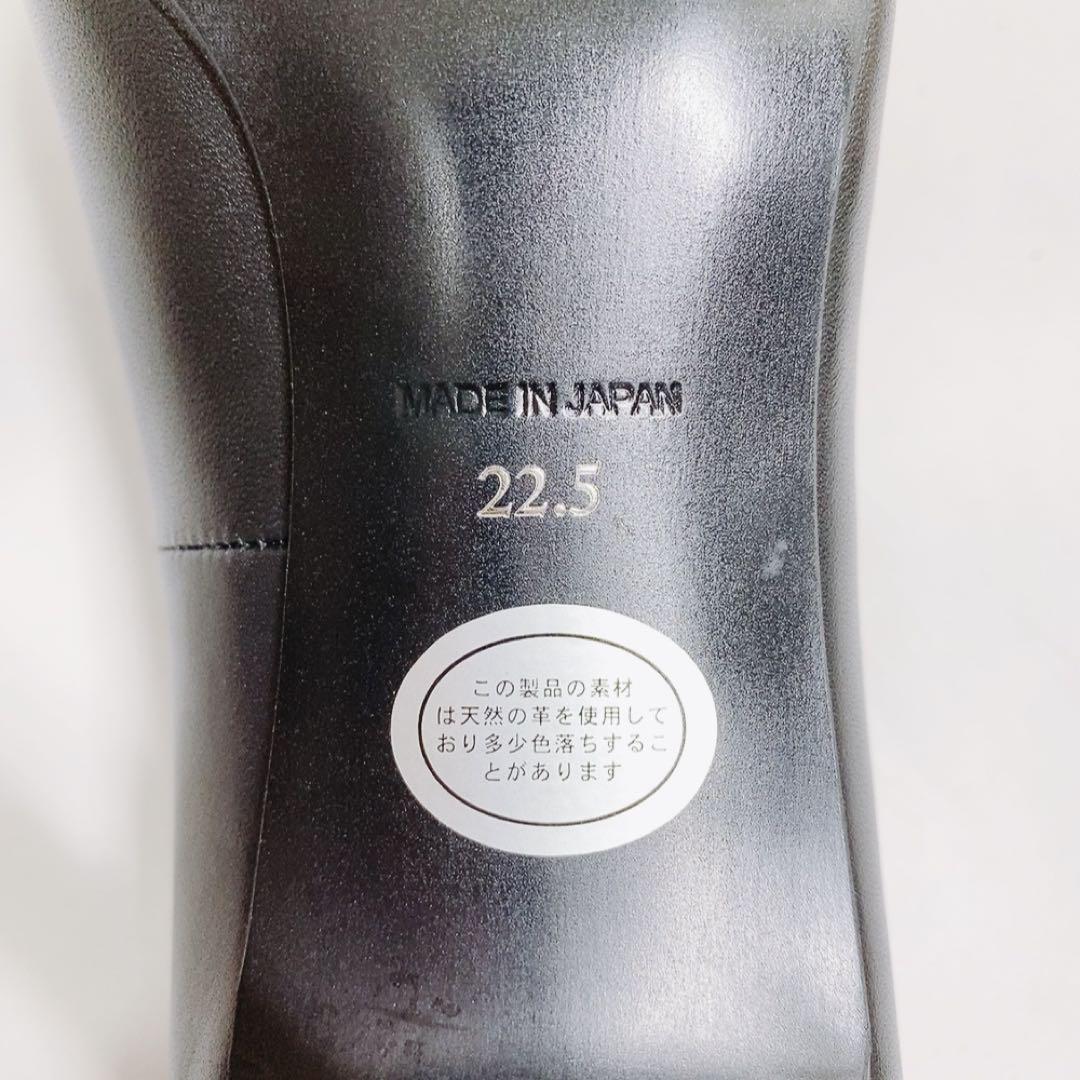 MADE IN JAPAN
22.5
この製品の素材
は天然の革を使用して
おり多少色落ちするこ
とがあります